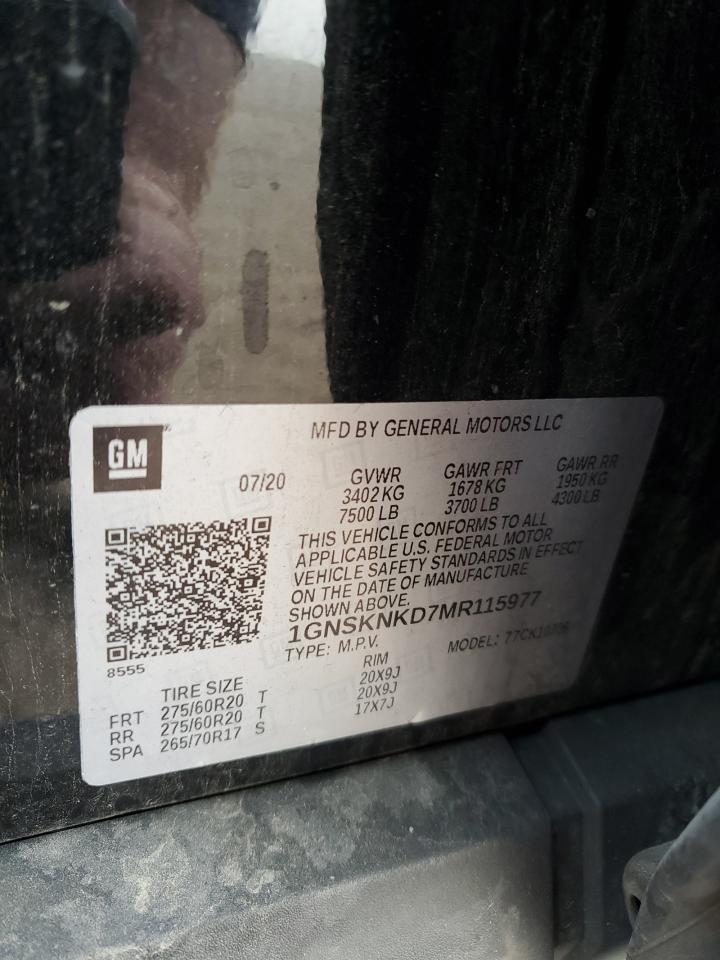 GM
MFD BY GENERAL MOTORS LLC
07/20
GVWR GAWR FRT GAWR RR
3402 KG 1678 KG 1950 KG
7500 LB 3700 LB 4300 LB
THIS VEHICLE CONFORMS TO ALL
APPLICABLE U.S. FEDERAL MOTOR
VEHICLE SAFETY STANDARDS IN EFFECT
ON THE DATE OF MANUFACTURE
SHOWN ABOVE.
1GNSKNKD7MR115977
8555
TYPE: M.P.V. MODEL:
TIRE SIZE RIM
FRT 275/60R20 T 20X9J
RR 275/60R20 T 20X9J
SPA 265/70R17 S 17X7J